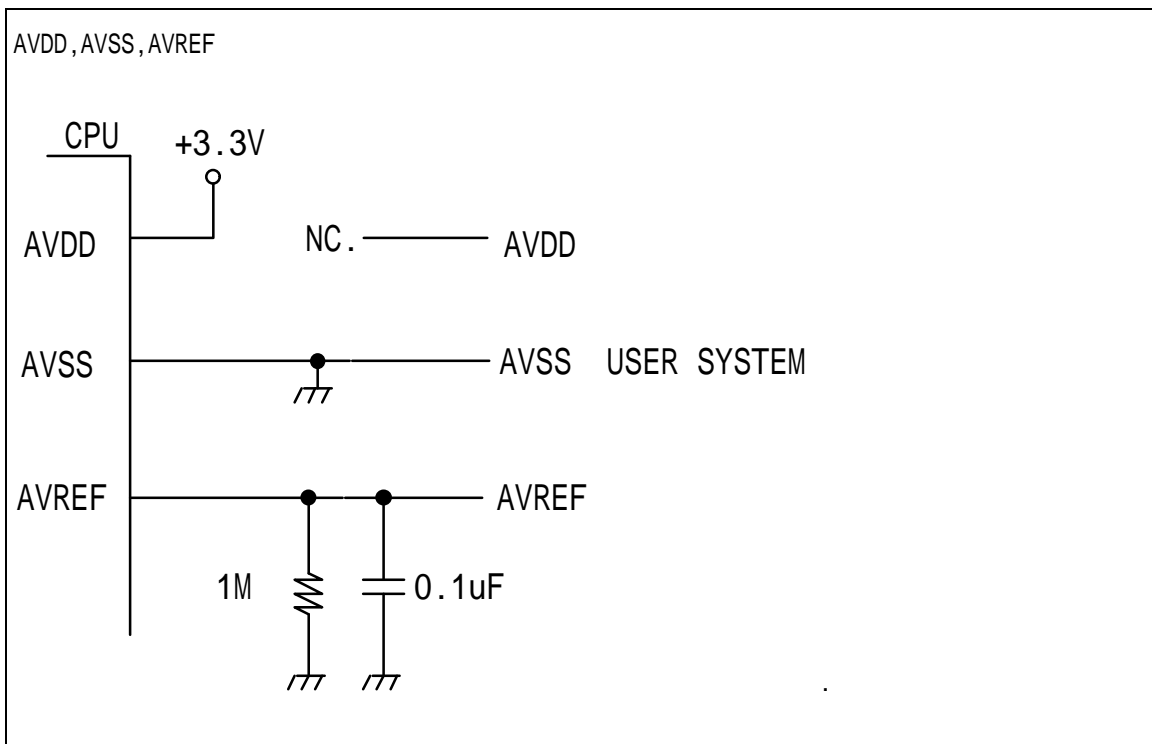 AVDD,AVSS,AVREF
CPU
+3.3V
AVDD
NC.
AVDD
AVSS
AVSS USER SYSTEM
AVREF
AVREF
1M
0.1uF
.